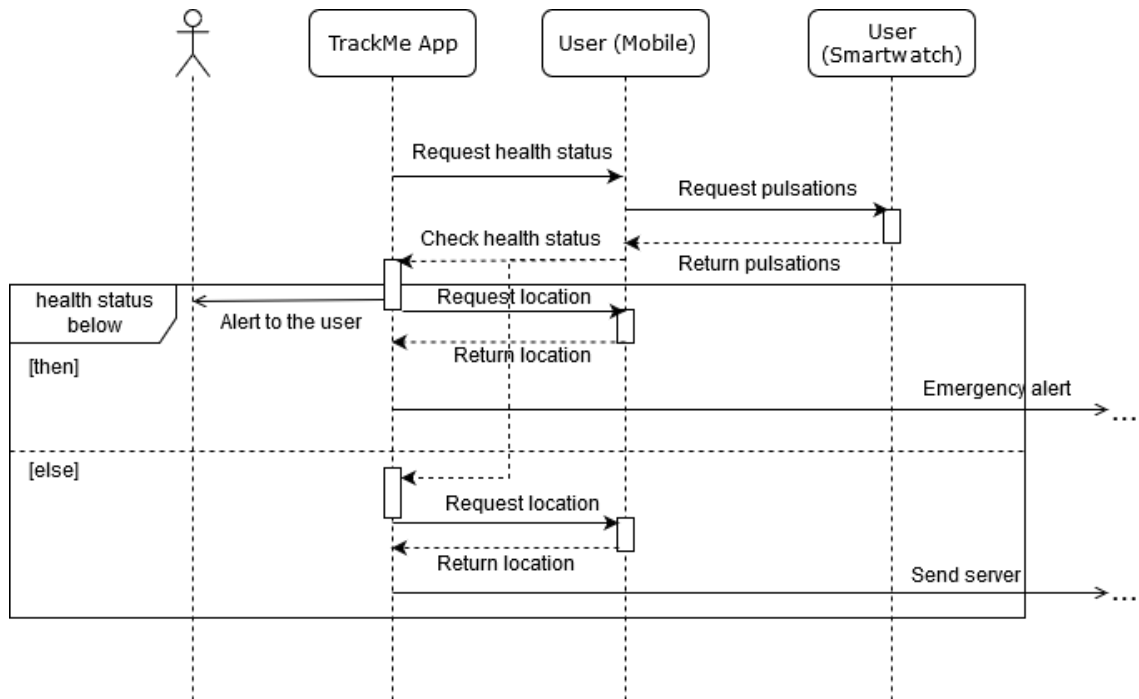 TrackMe App
User (Mobile)
User
(Smartwatch)
Request health status
Request pulsations
Check health status
Return pulsations
health status
below
Request location
Alert to the user
Return location
[then]
Emergency alert
...
[else]
Request location
Return location
Send server
...